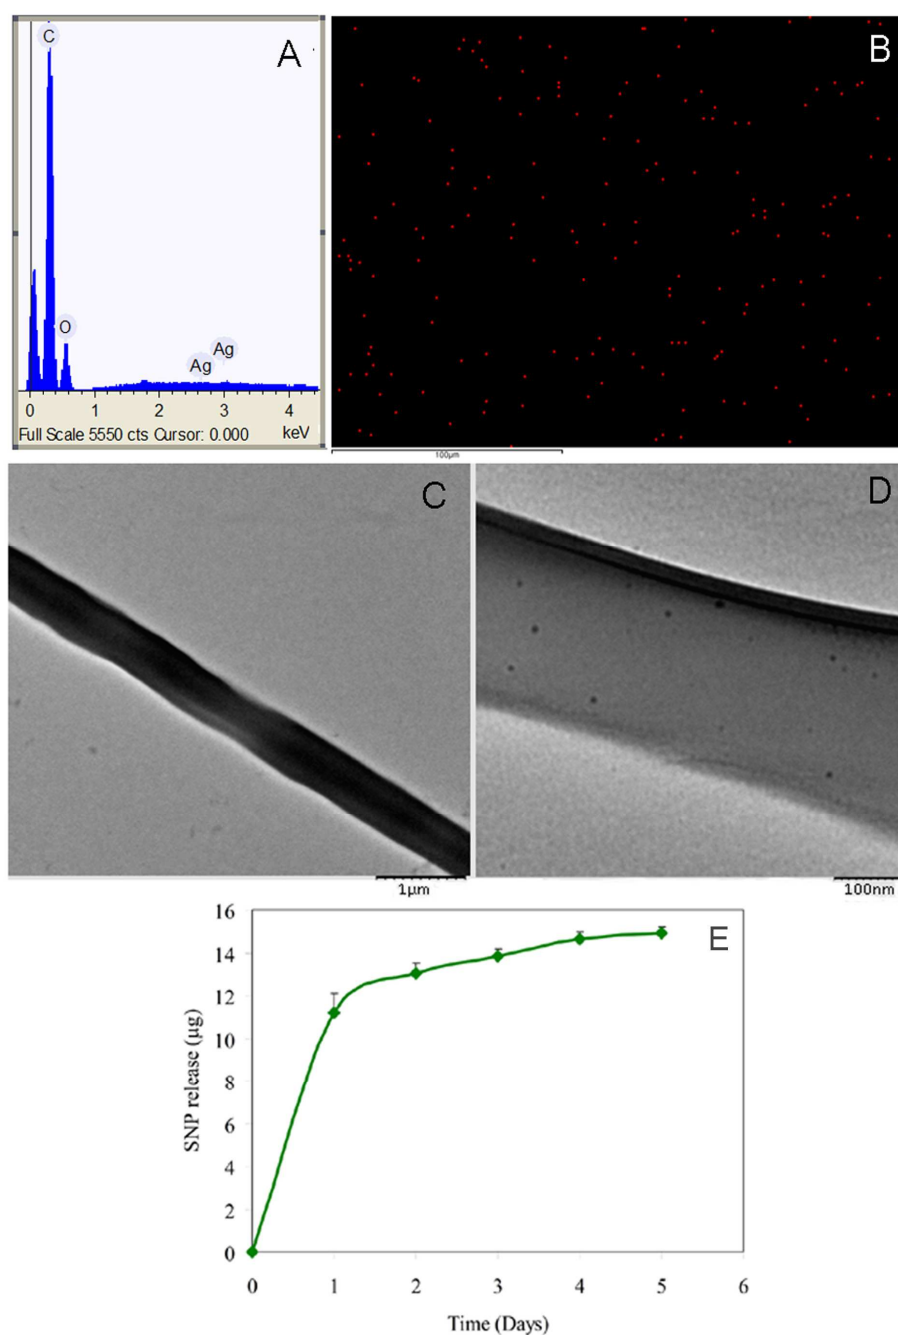 C
A
O
Ag
Ag
0 1 2 3 4
Full Scale 5550 cts Cursor: 0.000 keV
B
100µm
C
1µm
D
100nm
E
16
14
12
10
8
6
4
2
0
SNP release (µg)
0 1 2 3 4 5 6
Time (Days)